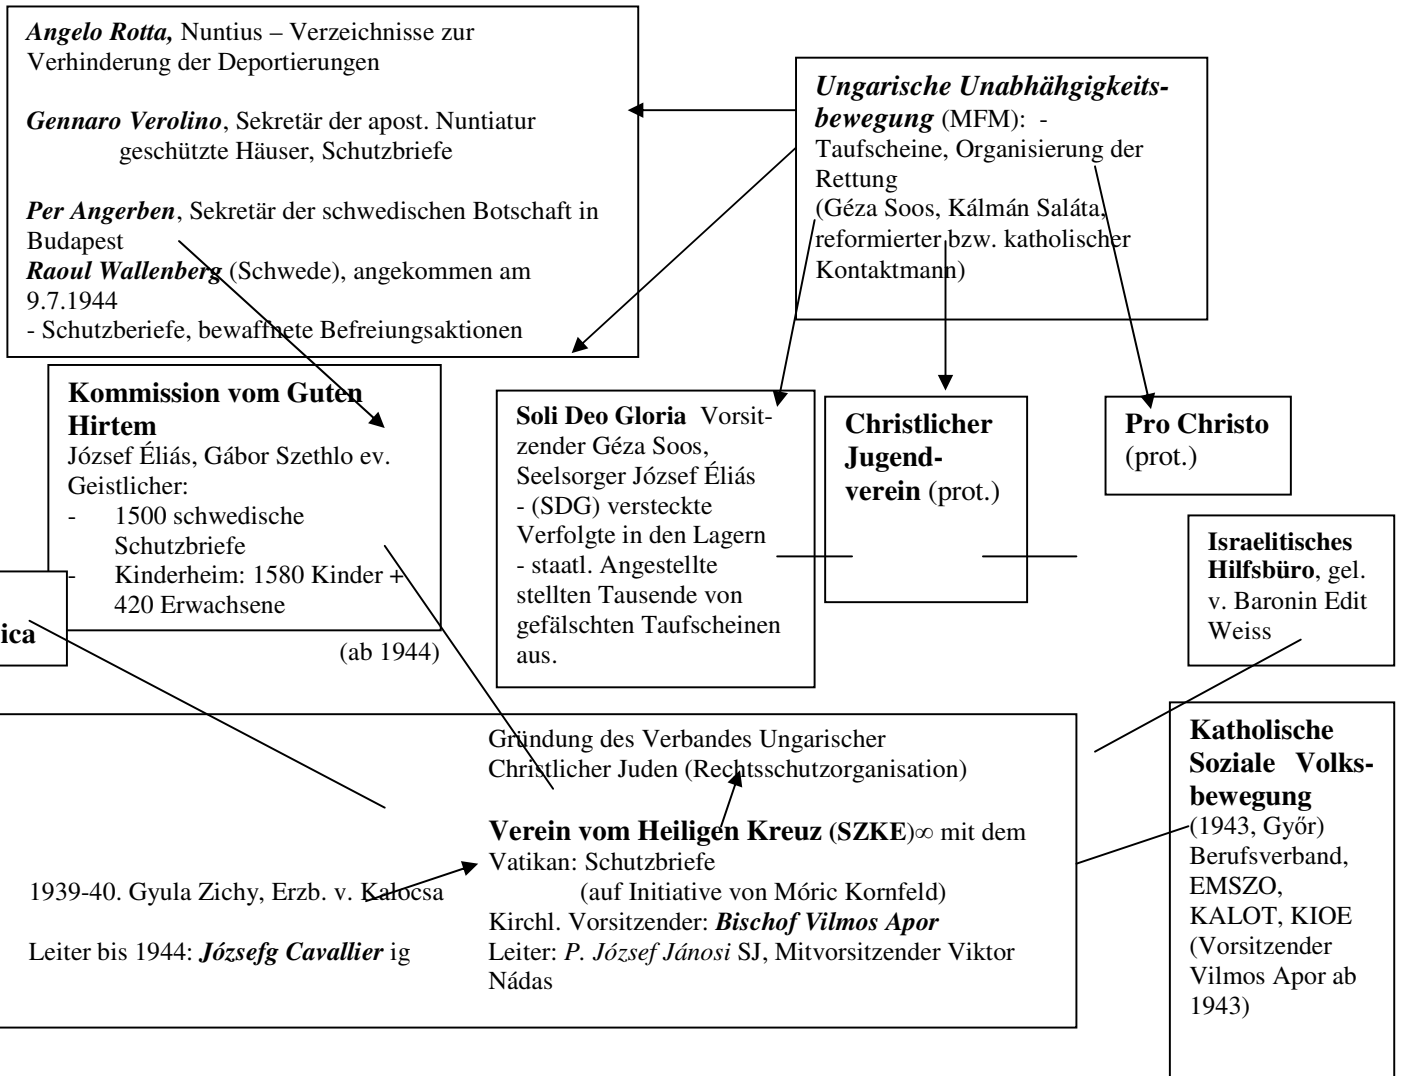 Angelo Rotta, Nuntius – Verzeichnisse zur
Verhinderung der Deportierungen
Gennaro Verolino, Sekretär der apost. Nuntiatur
geschützte Häuser, Schutzbriefe
Per Angerben, Sekretär der schwedischen Botschaft in
Budapest
Raoul Wallenberg (Schwede), angekommen am
9.7.1944
- Schutzberiefe, bewaffnete Befreiungsaktionen
Ungarische Unabhähgigkeits-
bewegung (MFM): -
Taufscheine, Organisierung der
Rettung
(Géza Soos, Kálmán Saláta,
reformierter bzw. katholischer
Kontaktmann)
Kommission vom Guten
Hirtem
József Éliás, Gábor Szethlo ev.
Geistlicher:
- 1500 schwedische
Schutzbriefe
- Kinderheim: 1580 Kinder +
420 Erwachsene
(ab 1944)
ica
Soli Deo Gloria Vorsit-
zender Géza Soos,
Seelsorger József Éliás
- (SDG) versteckte
Verfolgte in den Lagern
- staatl. Angestellte
stellten Tausende von
gefälschten Taufscheinen
aus.
Christlicher
Jugend-
verein (prot.)
Pro Christo
(prot.)
Israelitisches
Hilfsbüro, gel.
v. Baronin Edit
Weiss
Gründung des Verbandes Ungarischer
Christlicher Juden (Rechtsschutzorganisation)
Verein vom Heiligen Kreuz (SZKE)∞ mit dem
Vatikan: Schutzbriefe
(auf Initiative von Móric Kornfeld)
Kirchl. Vorsitzender: Bischof Vilmos Apor
Leiter: P. József Jánosi SJ, Mitvorsitzender Viktor
Nádas
1939-40. Gyula Zichy, Erzb. v. Kalocsa
Leiter bis 1944: Józsefg Cavallier ig
Katholische
Soziale Volks-
bewegung
(1943, Győr)
Berufsverband,
EMSZO,
KALOT, KIOE
(Vorsitzender
Vilmos Apor ab
1943)